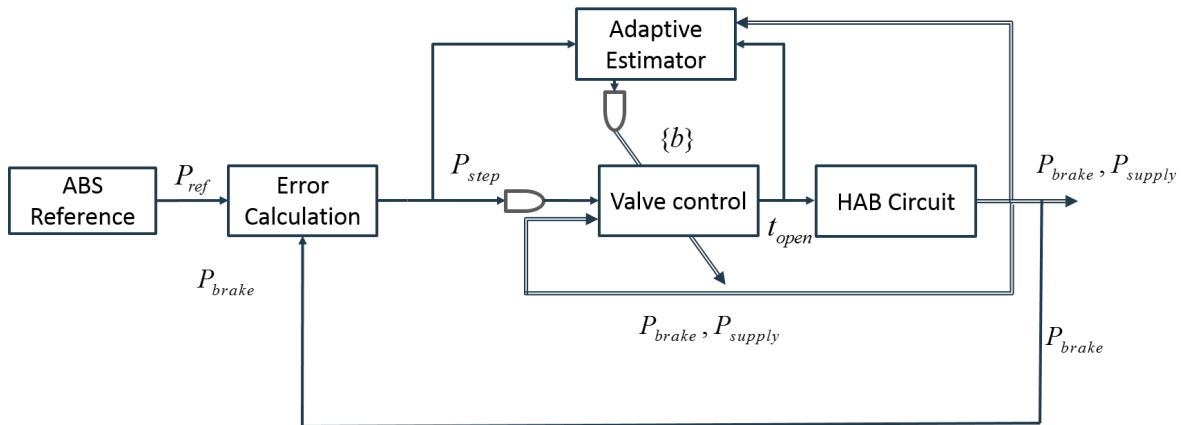 Adaptive
Estimator
{b}
P_ref
P_step
P_brake , P_supply
ABS
Reference
Error
Calculation
Valve control
HAB Circuit
t_open
P_brake
P_brake , P_supply
P_brake